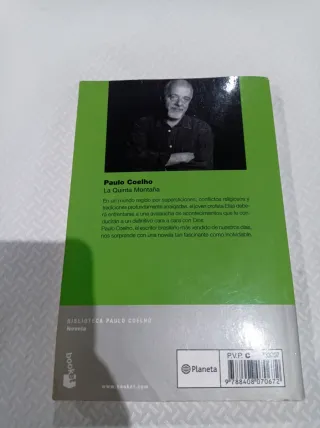 Paulo Coelho
La Quinta Montaña
En un mundo regido por supersticiones, conflictos religiosos y
tradiciones profundamente arraigadas, el joven profeta Elías deberá
enfrentarse a una avalancha de acontecimientos que lo
conducirán a un definitivo cara a cara con Dios.
Paulo Coelho, el escritor brasileño más vendido de nuestros días,
nos sorprende con una novela tan fascinante como inolvidable.
BIBLIOTECA PAULO COELHO
Novela
booket
www.booket.com
Planeta
P.V.P.
9788408070672